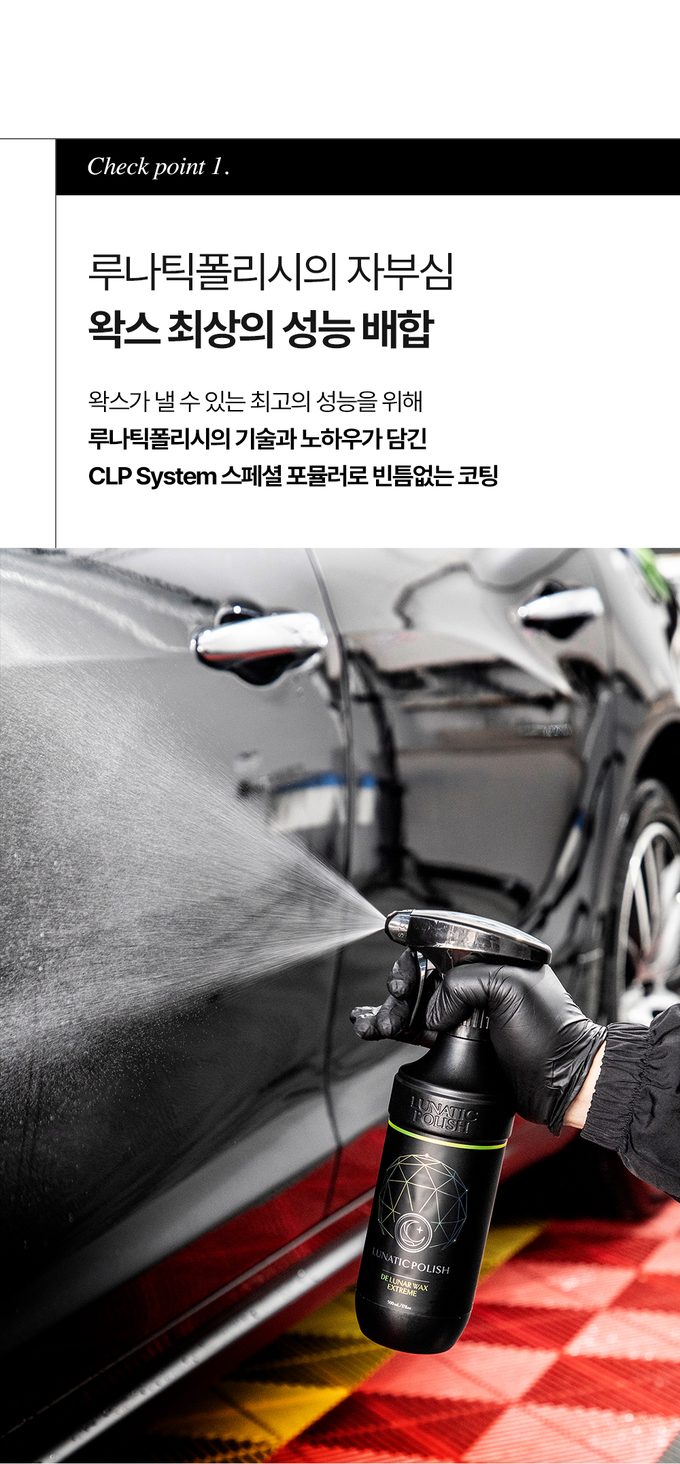 Check point 1.
루나틱폴리시의 자부심
왁스 최상의 성능 배합
왁스가 낼 수 있는 최고의 성능을 위해
루나틱폴리시의 기술과 노하우가 담긴
CLP System 스페셜 포뮬러로 빈틈없는 코팅
LUNATIC
POLISH
LUNATIC POLISH
DE LUNAR WAX
EXTREME